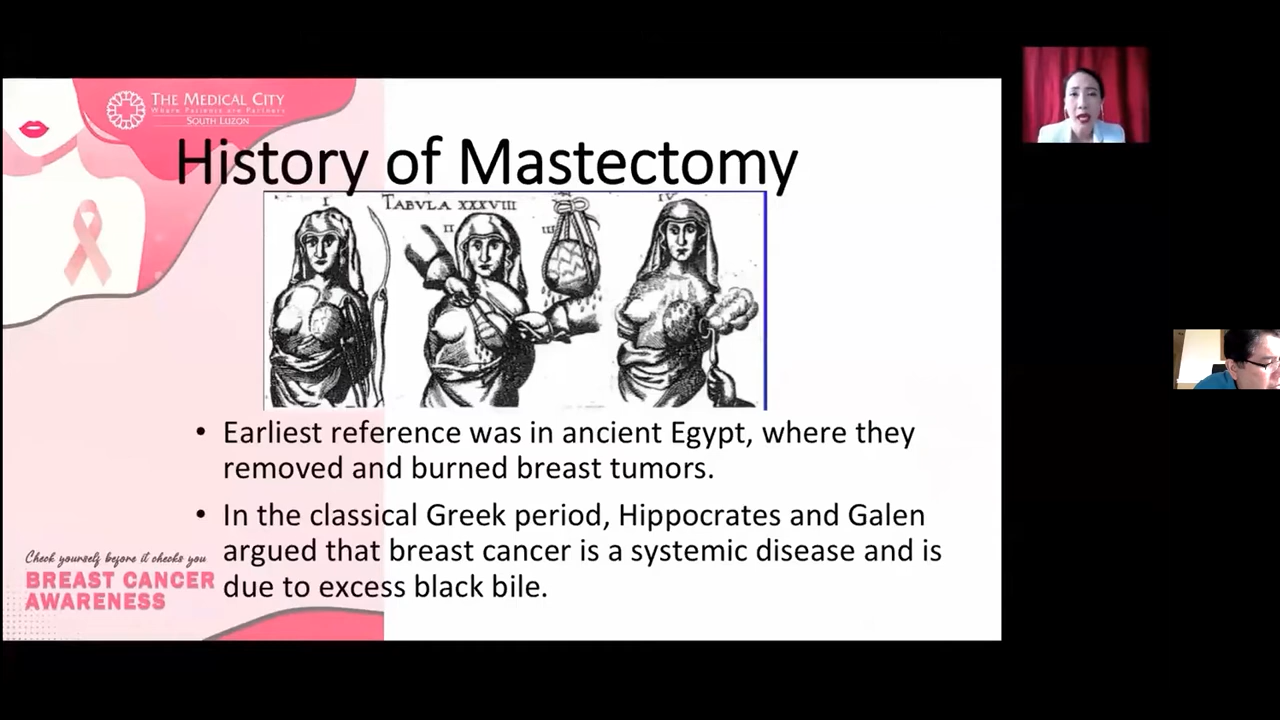 THE MEDICAL CITY
Where Patients are Partners
SOUTH LUZON
History of Mastectomy
I
TABVLA XXXVIII
II
III
IV
• Earliest reference was in ancient Egypt, where they
removed and burned breast tumors.
• In the classical Greek period, Hippocrates and Galen
argued that breast cancer is a systemic disease and is
due to excess black bile.
Check yourself before it checks you
BREAST CANCER
AWARENESS